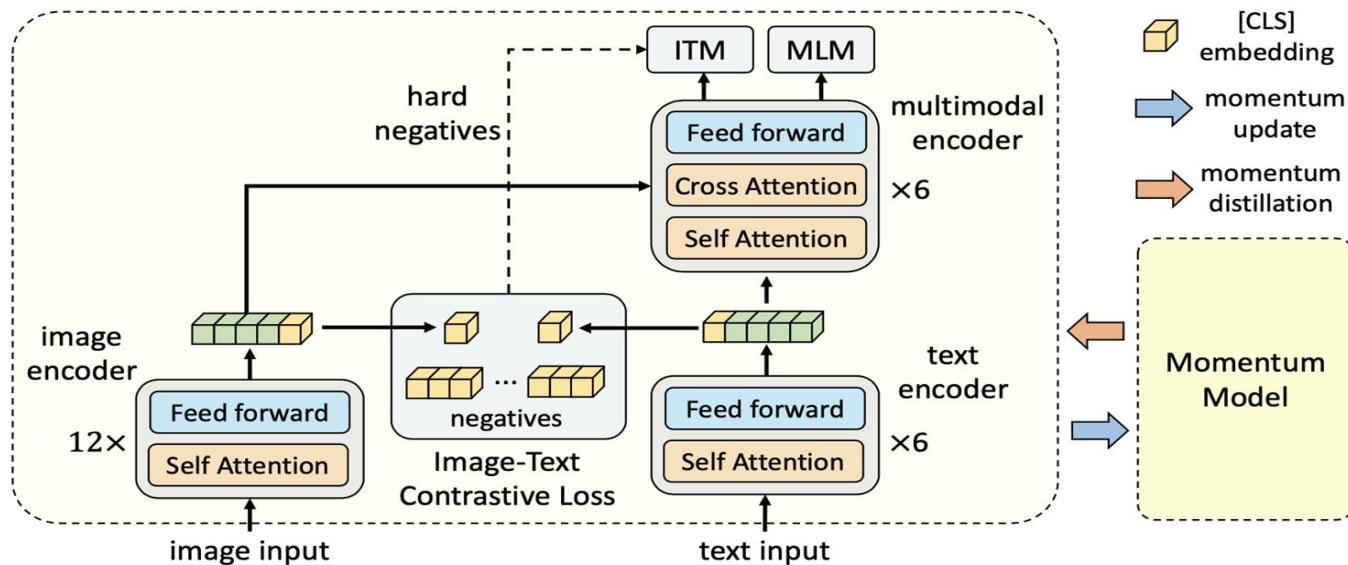 ITM
MLM
[CLS]
embedding
hard
negatives
Feed forward
Cross Attention
Self Attention
multimodal
encoder
×6
momentum
update
momentum
distillation
image
encoder
12×
Feed forward
Self Attention
...
negatives
Image-Text
Contrastive Loss
Feed forward
Self Attention
text
encoder
×6
Momentum
Model
image input
text input